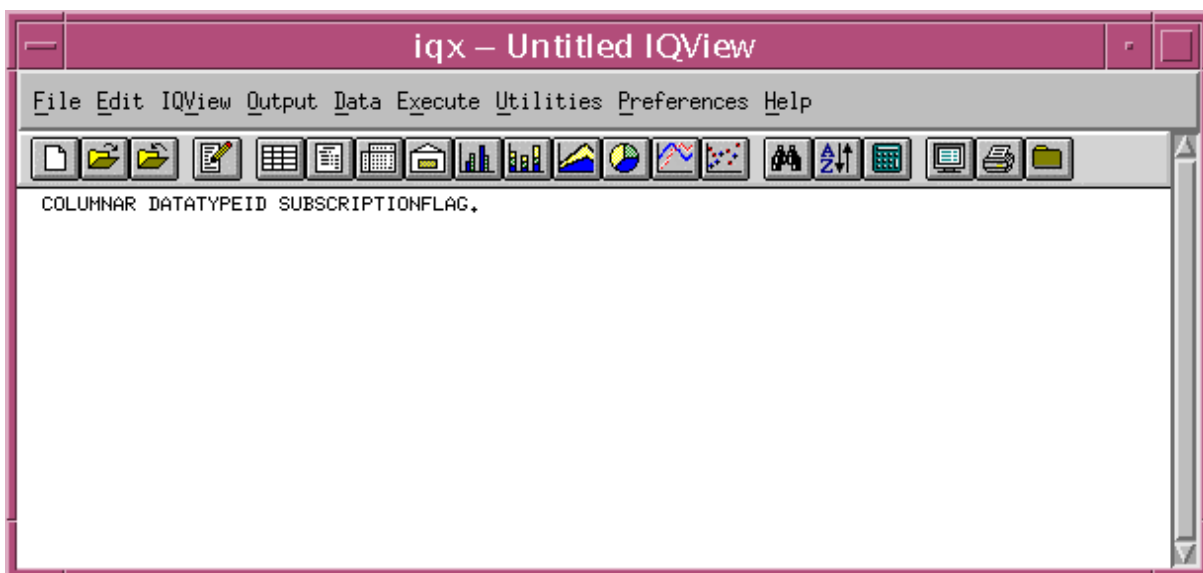 iqx – Untitled IQView
File Edit IQView Output Data Execute Utilities Preferences Help
COLUMNAR DATATYPEID SUBSCRIPTIONFLAG.